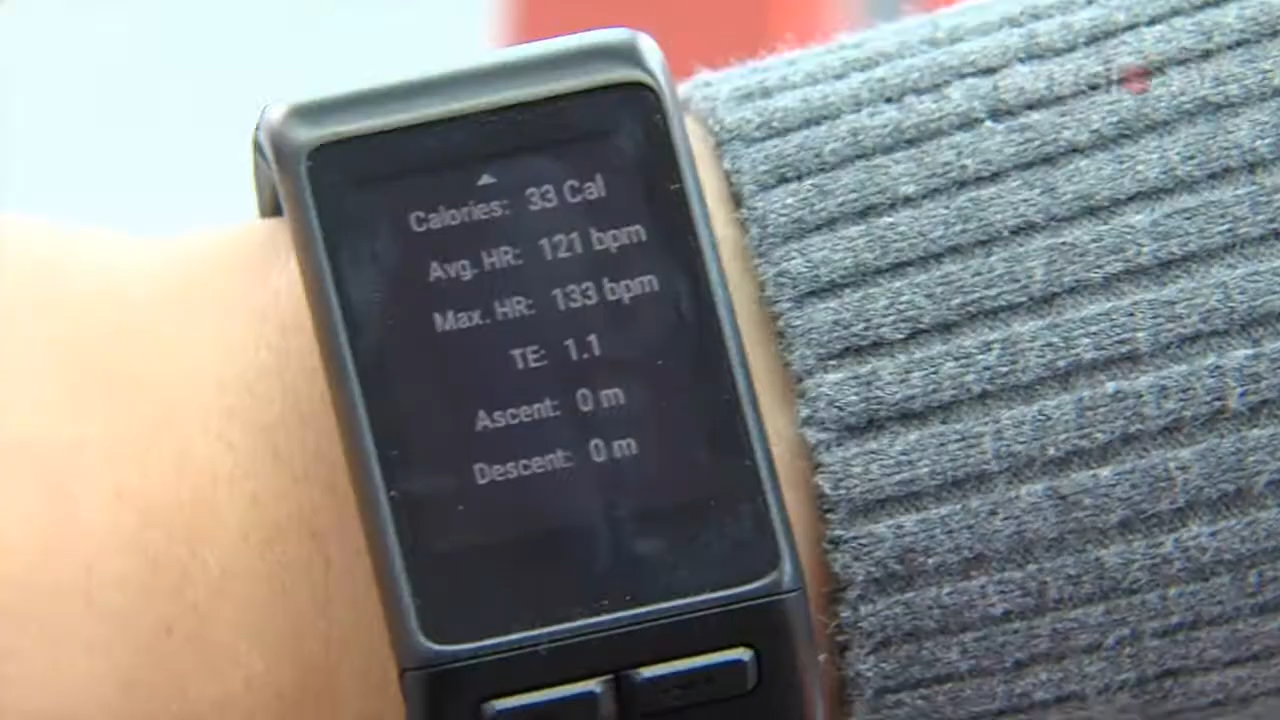 Calories: 33 Cal
Avg. HR: 121 bpm
Max. HR: 133 bpm
TE: 1.1
Ascent: 0 m
Descent: 0 m